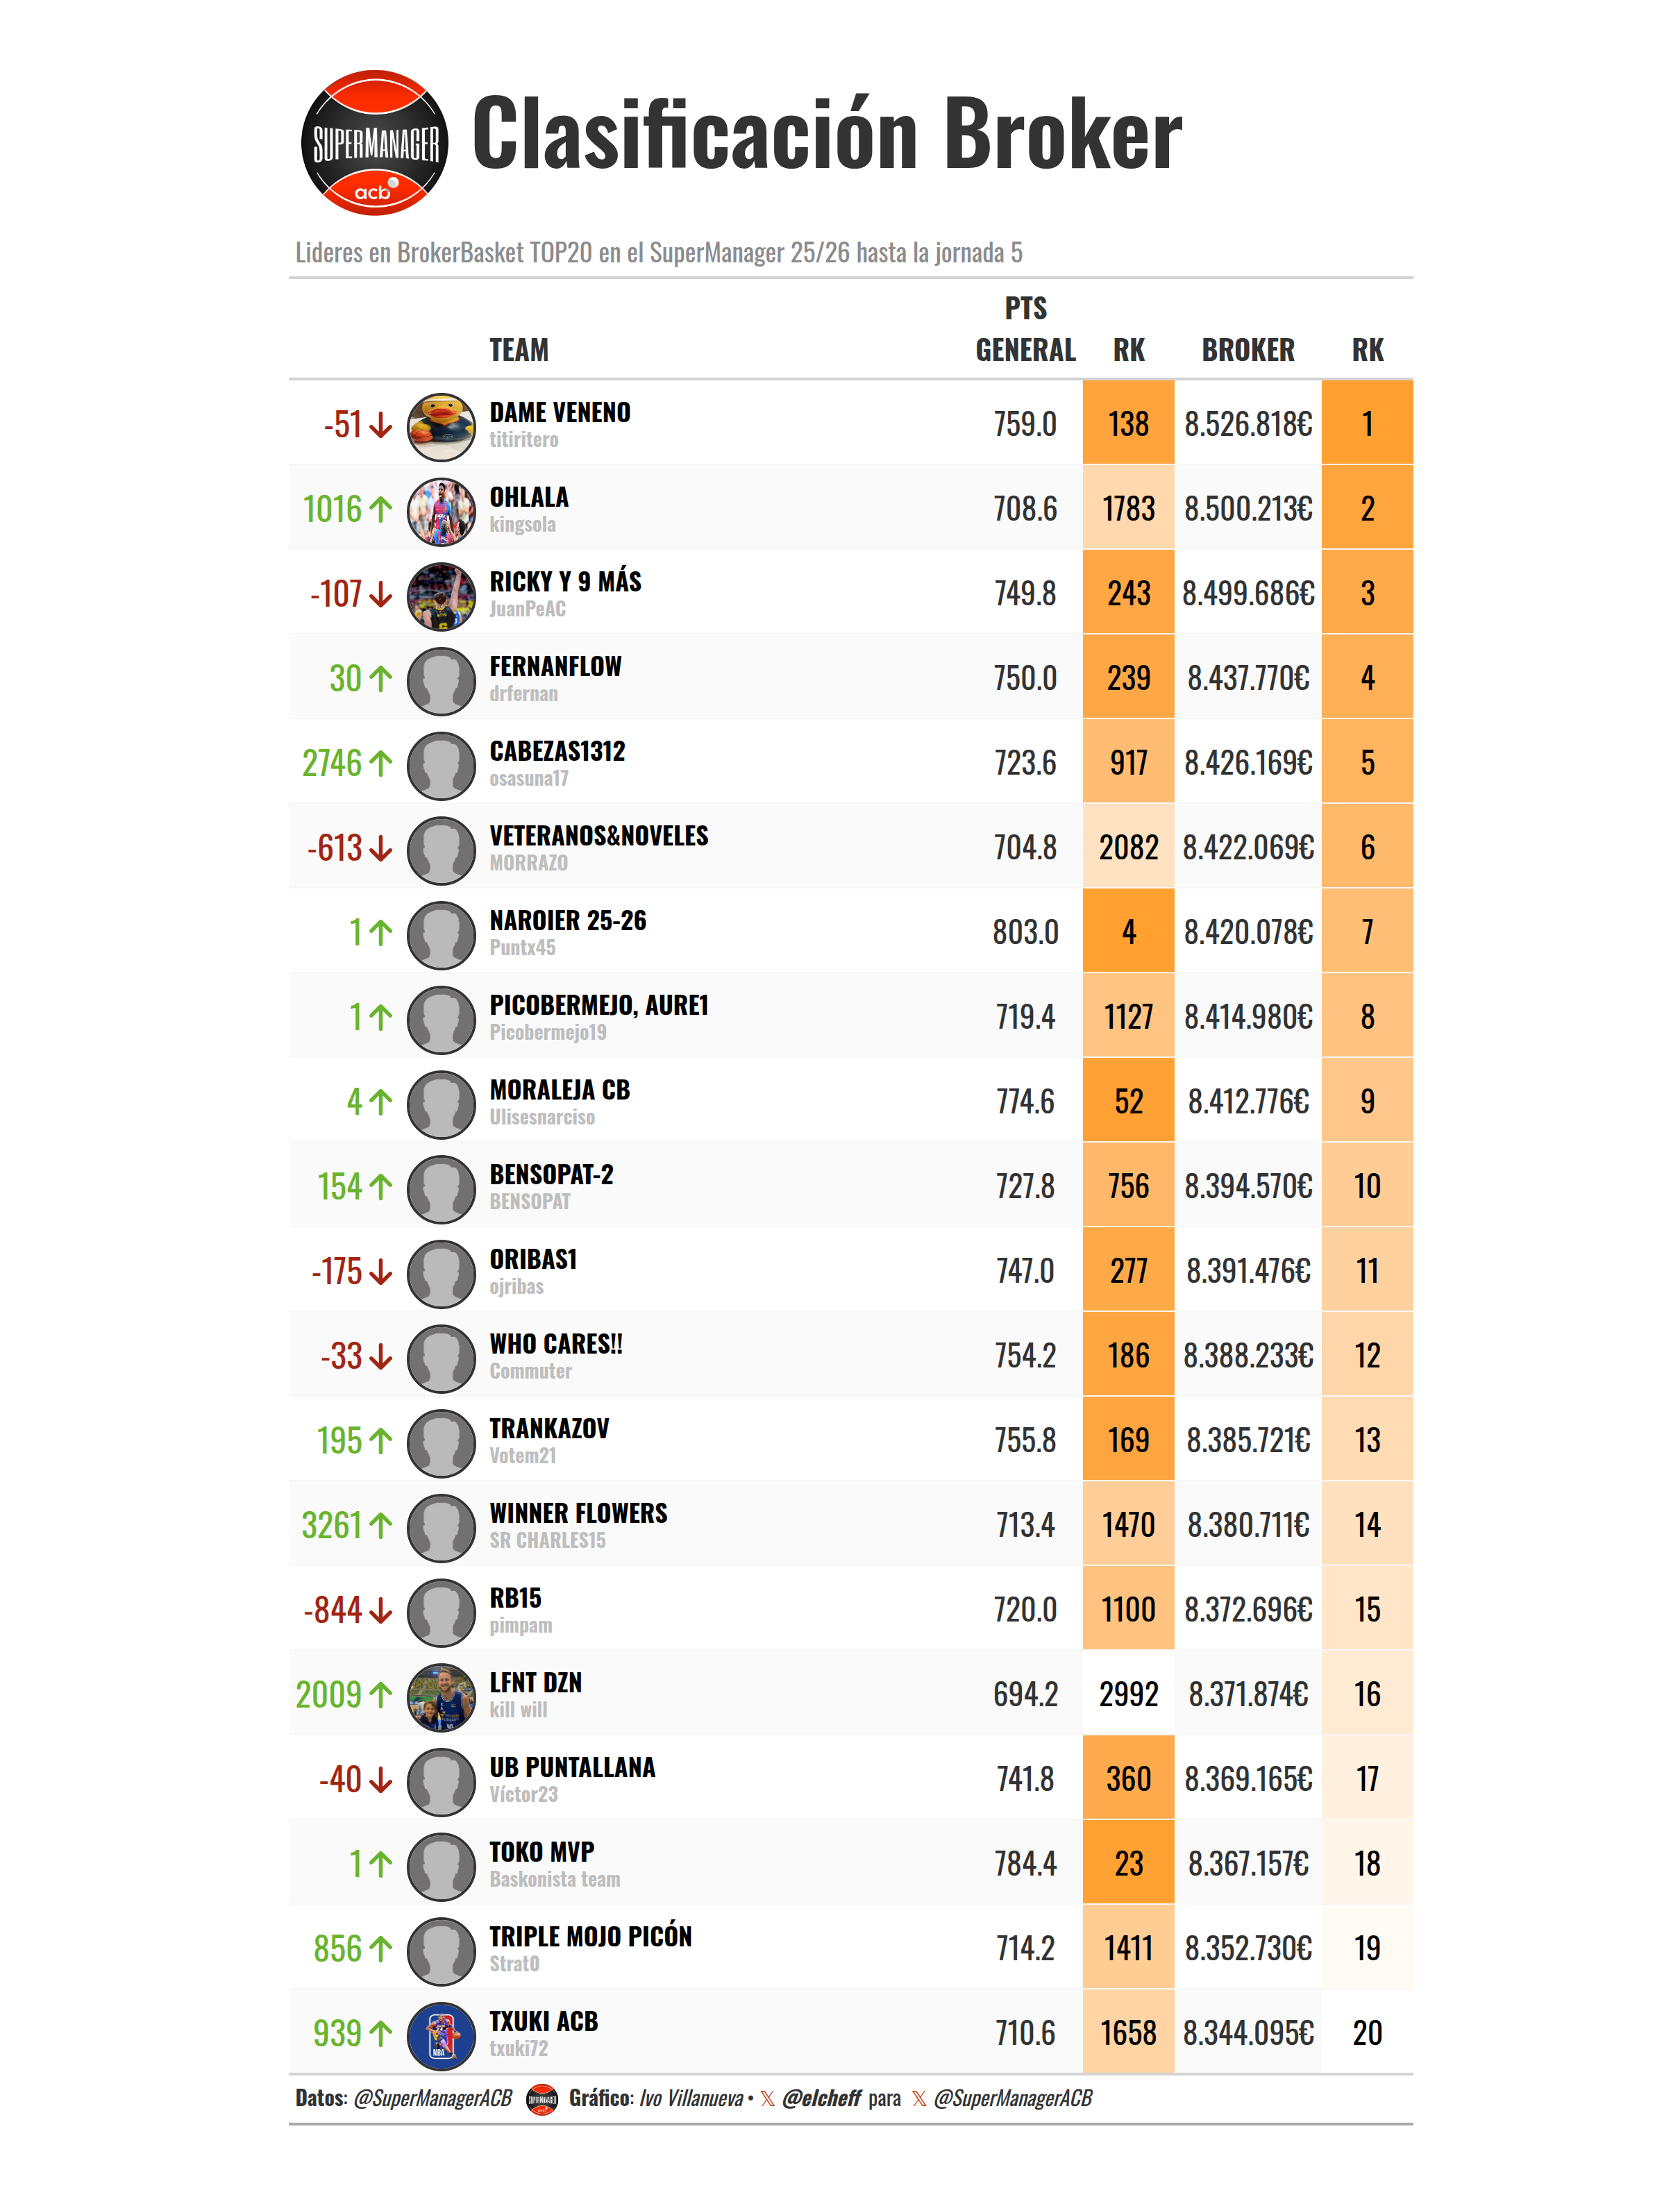 SUPERMANAGER
acb
Clasificación Broker
Lideres en BrokerBasket TOP20 en el SuperManager 25/26 hasta la jornada 5
TEAM PTS GENERAL RK BROKER RK
-51 DAME VENENO 759.0 138 8.526.818€ 1
titiritero
1016 OHLALA 708.6 1783 8.500.213€ 2
kingsola
-107 RICKY Y 9 MÁS 749.8 243 8.499.686€ 3
JuanPeAC
30 FERNANFLOW 750.0 239 8.437.770€ 4
drfernan
2746 CABEZAS1312 723.6 917 8.426.169€ 5
osasuna17
-613 VETERANOS&NOVELES 704.8 2082 8.422.069€ 6
MORRAZO
1 NAROIER 25-26 803.0 4 8.420.078€ 7
Puntx45
1 PICOBERMEJO, AURE1 719.4 1127 8.414.980€ 8
Picobermejo19
4 MORALEJA CB 774.6 52 8.412.776€ 9
Ulisesnarciso
154 BENSOPAT-2 727.8 756 8.394.570€ 10
BENSOPAT
-175 ORIBAS1 747.0 277 8.391.476€ 11
ojribas
-33 WHO CARES!! 754.2 186 8.388.233€ 12
Commuter
195 TRANKAZOV 755.8 169 8.385.721€ 13
Votem21
3261 WINNER FLOWERS 713.4 1470 8.380.711€ 14
SR CHARLES15
-844 RB15 720.0 1100 8.372.696€ 15
pimpam
2009 LFNT DZN 694.2 2992 8.371.874€ 16
kill will
-40 UB PUNTALLANA 741.8 360 8.369.165€ 17
Víctor23
1 TOKO MVP 784.4 23 8.367.157€ 18
Baskonista team
856 TRIPLE MOJO PICÓN 714.2 1411 8.352.730€ 19
Strat0
939 TXUKI ACB 710.6 1658 8.344.095€ 20
txuki72
Datos: @SuperManagerACB SUPERMANAGER Gráfico: Ivo Villanueva • 𝕏 @elcheff para 𝕏 @SuperManagerACB